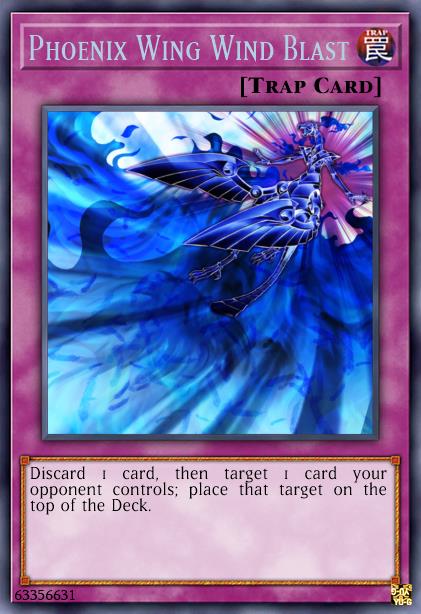 PHOENIX WING WIND BLAST
TRAP
罠
[TRAP CARD]
Discard 1 card, then target 1 card your
opponent controls; place that target on the
top of the Deck.
63356631